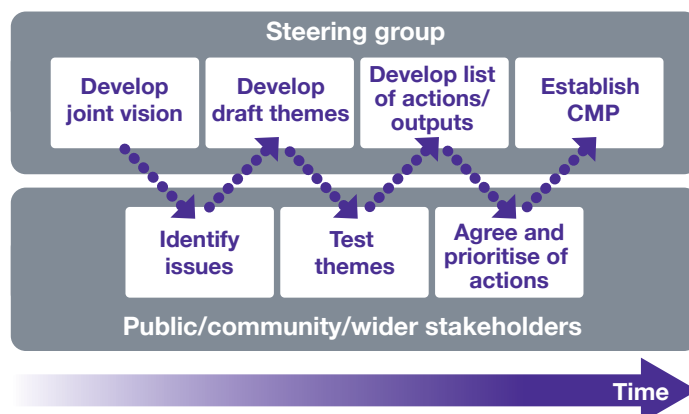 Steering group
Develop
joint vision
Develop
draft themes
Develop list
of actions/
outputs
Establish
CMP
Identify
issues
Test
themes
Agree and
prioritise of
actions
Public/community/wider stakeholders
Time